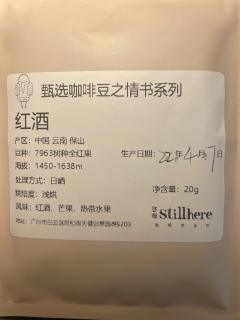 甄选咖啡豆之情书系列
红酒
产区：中国 云南 保山
豆种：7963树种全红果
生产日期：22年4月7日
海拔：1450-1638m
处理方式：日晒
净含量：20g
烘焙度：浅烘
stillhere
风味：红酒、芒果、热带水果